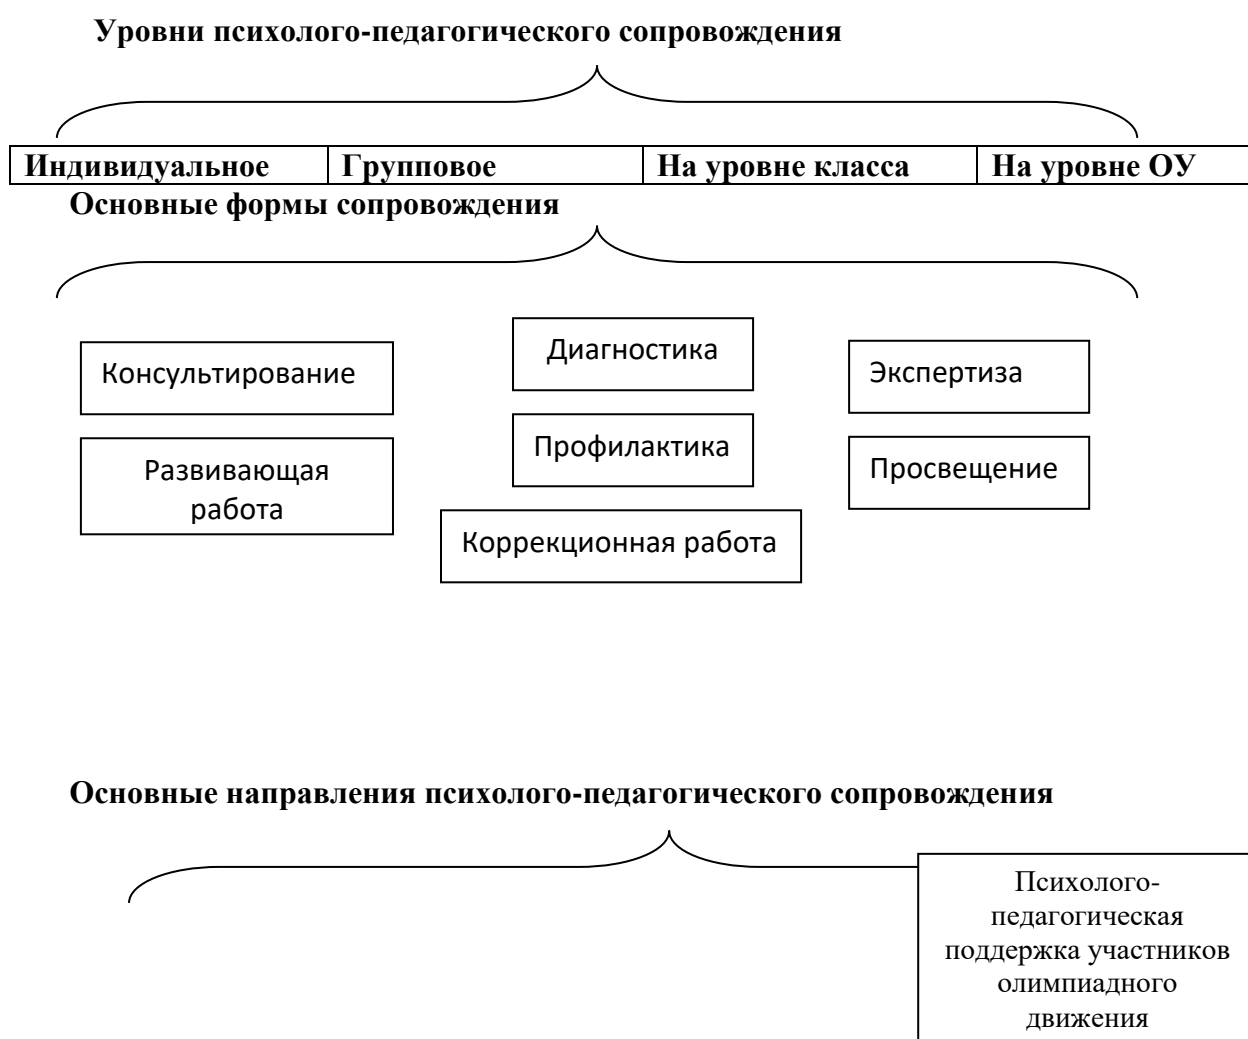 Уровни психолого-педагогического сопровождения
Индивидуальное Групповое На уровне класса На уровне ОУ
Основные формы сопровождения
Консультирование
Диагностика
Экспертиза
Развивающая
работа
Профилактика
Просвещение
Коррекционная работа
Основные направления психолого-педагогического сопровождения
Психолого-
педагогическая
поддержка участников
олимпиадного
движения